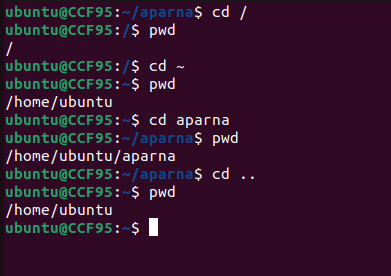 ubuntu@CCF95:~/aparna$ cd /
ubuntu@CCF95:/$ pwd
/
ubuntu@CCF95:/$ cd ~
ubuntu@CCF95:~$ pwd
/home/ubuntu
ubuntu@CCF95:~$ cd aparna
ubuntu@CCF95:~/aparna$ pwd
/home/ubuntu/aparna
ubuntu@CCF95:~/aparna$ cd ..
ubuntu@CCF95:~$ pwd
/home/ubuntu
ubuntu@CCF95:~$